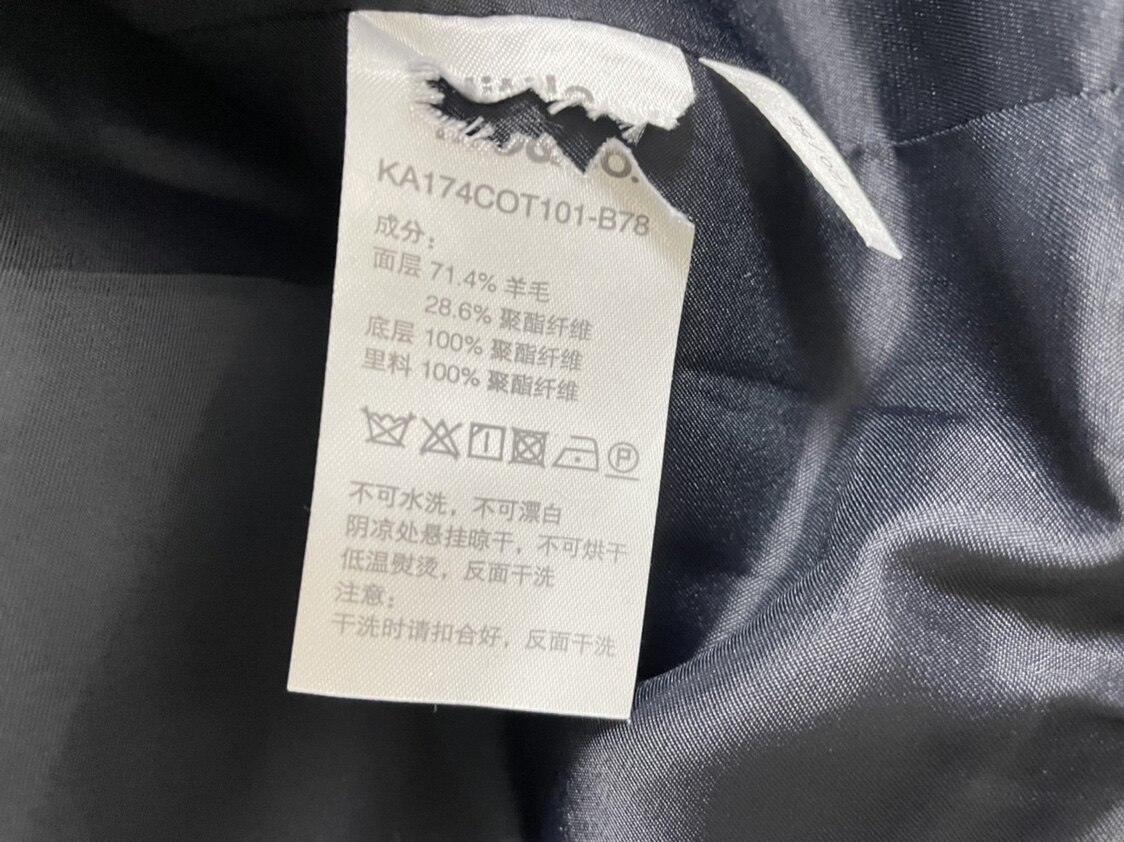 KA174COT101-B78
成分：
面层 71.4% 羊毛
28.6% 聚酯纤维
底层 100% 聚酯纤维
里料 100% 聚酯纤维
不可水洗，不可漂白
阴凉处悬挂晾干，不可烘干
低温熨烫，反面干洗
注意：
干洗时请扣合好，反面干洗